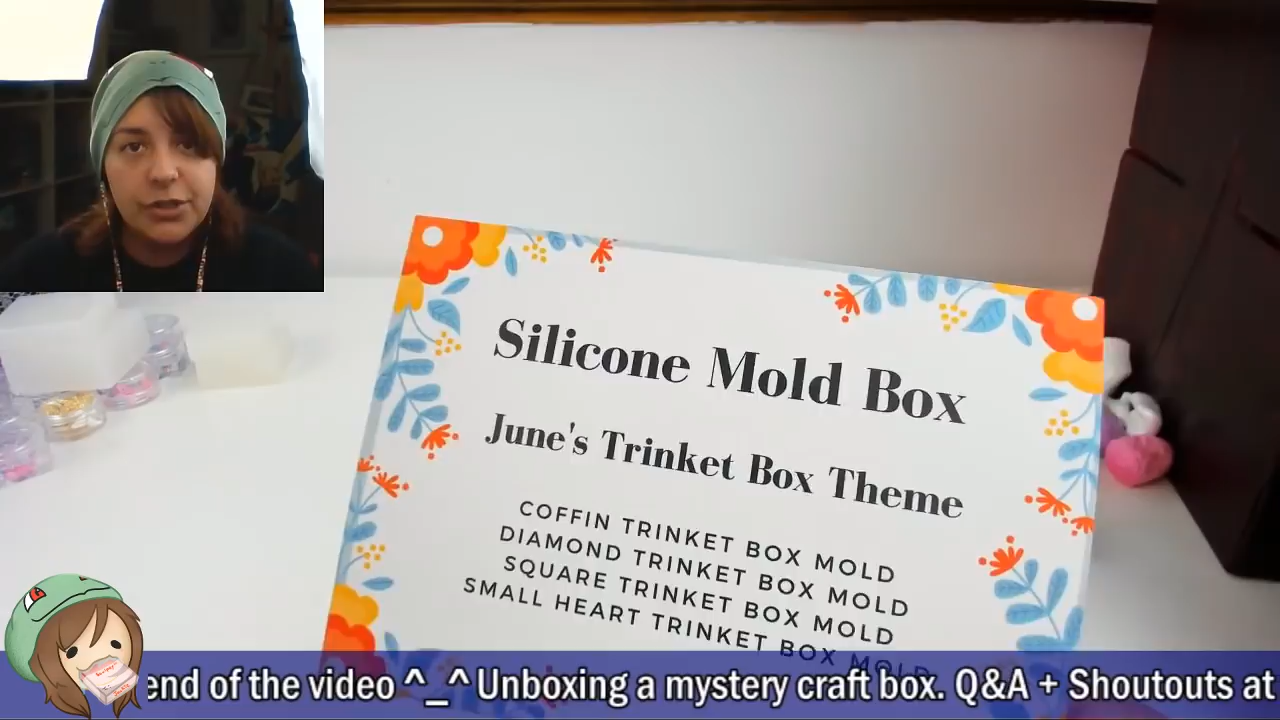 Silicone Mold Box
June's Trinket Box Theme
COFFIN TRINKET BOX MOLD
DIAMOND TRINKET BOX MOLD
SQUARE TRINKET BOX MOLD
SMALL HEART TRINKET BOX MOLD
end of the video ^_^ Unboxing a mystery craft box. Q&A + Shoutouts at